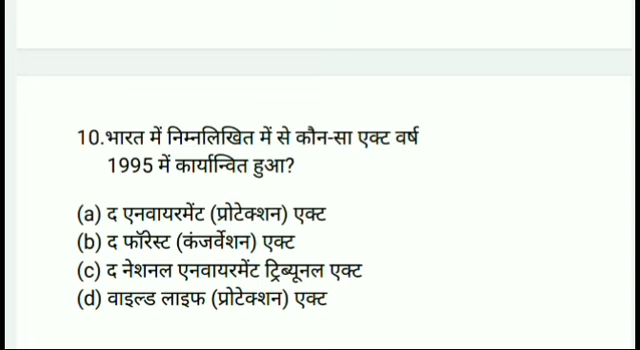 10.भारत में निम्नलिखित में से कौन-सा एक्ट वर्ष
1995 में कार्यान्वित हुआ?
(a) द एनवायरमेंट (प्रोटेक्शन) एक्ट
(b) द फॉरेस्ट (कंजर्वेशन) एक्ट
(c) द नेशनल एनवायरमेंट ट्रिब्यूनल एक्ट
(d) वाइल्ड लाइफ (प्रोटेक्शन) एक्ट